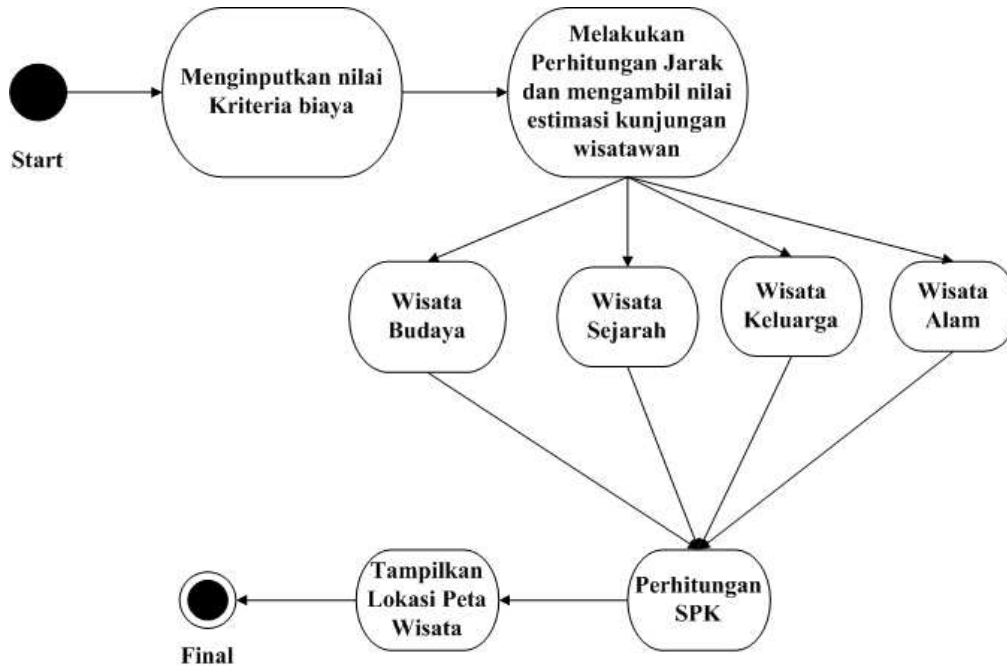 Start
Menginputkan nilai
Kriteria biaya
Melakukan
Perhitungan Jarak
dan mengambil nilai
estimasi kunjungan
wisatawan
Wisata
Budaya
Wisata
Sejarah
Wisata
Keluarga
Wisata
Alam
Perhitungan
SPK
Tampilkan
Lokasi Peta
Wisata
Final